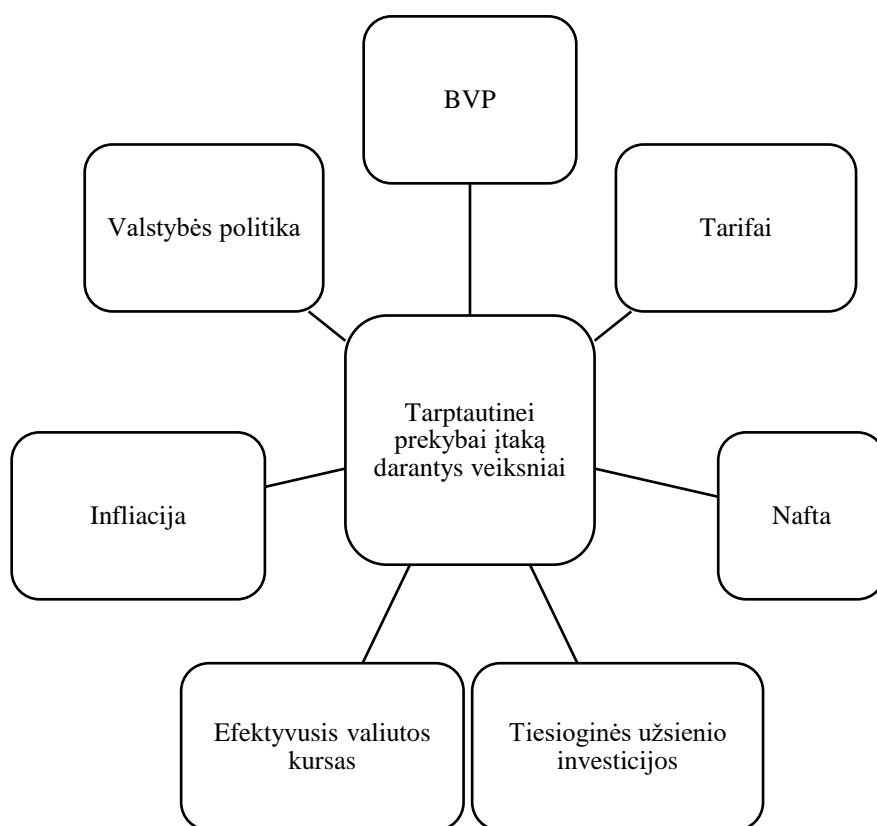 BVP
Valstybės politika
Tarifai
Tarptautinei
prekybai įtaką
darantys veiksniai
Infliacija
Nafta
Efektyvusis valiutos
kursas
Tiesioginės užsienio
investicijos